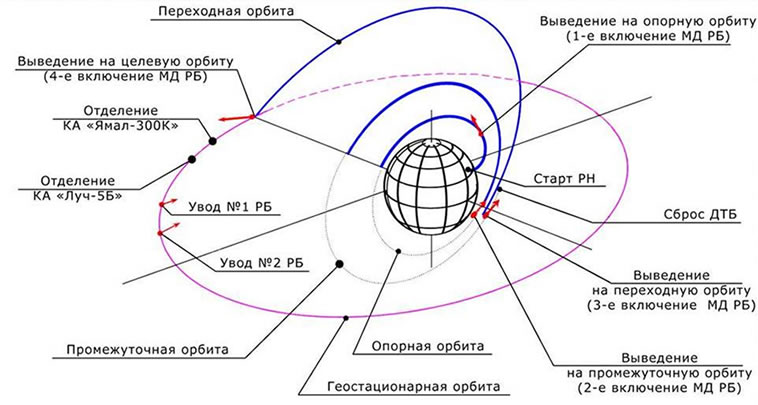 Переходная орбита
Выведение на опорную орбиту
(1-е включение МД РБ)
Выведение на целевую орбиту
(4-е включение МД РБ)
Отделение
КА «Ямал-300К»
Отделение
КА «Луч-5Б»
Старт РН
Увод №1 РБ
Сброс ДТБ
Увод №2 РБ
Выведение
на переходную орбиту
(3-е включение МД РБ)
Промежуточная орбита
Опорная орбита
Выведение
на промежуточную орбиту
(2-е включение МД РБ)
Геостационарная орбита